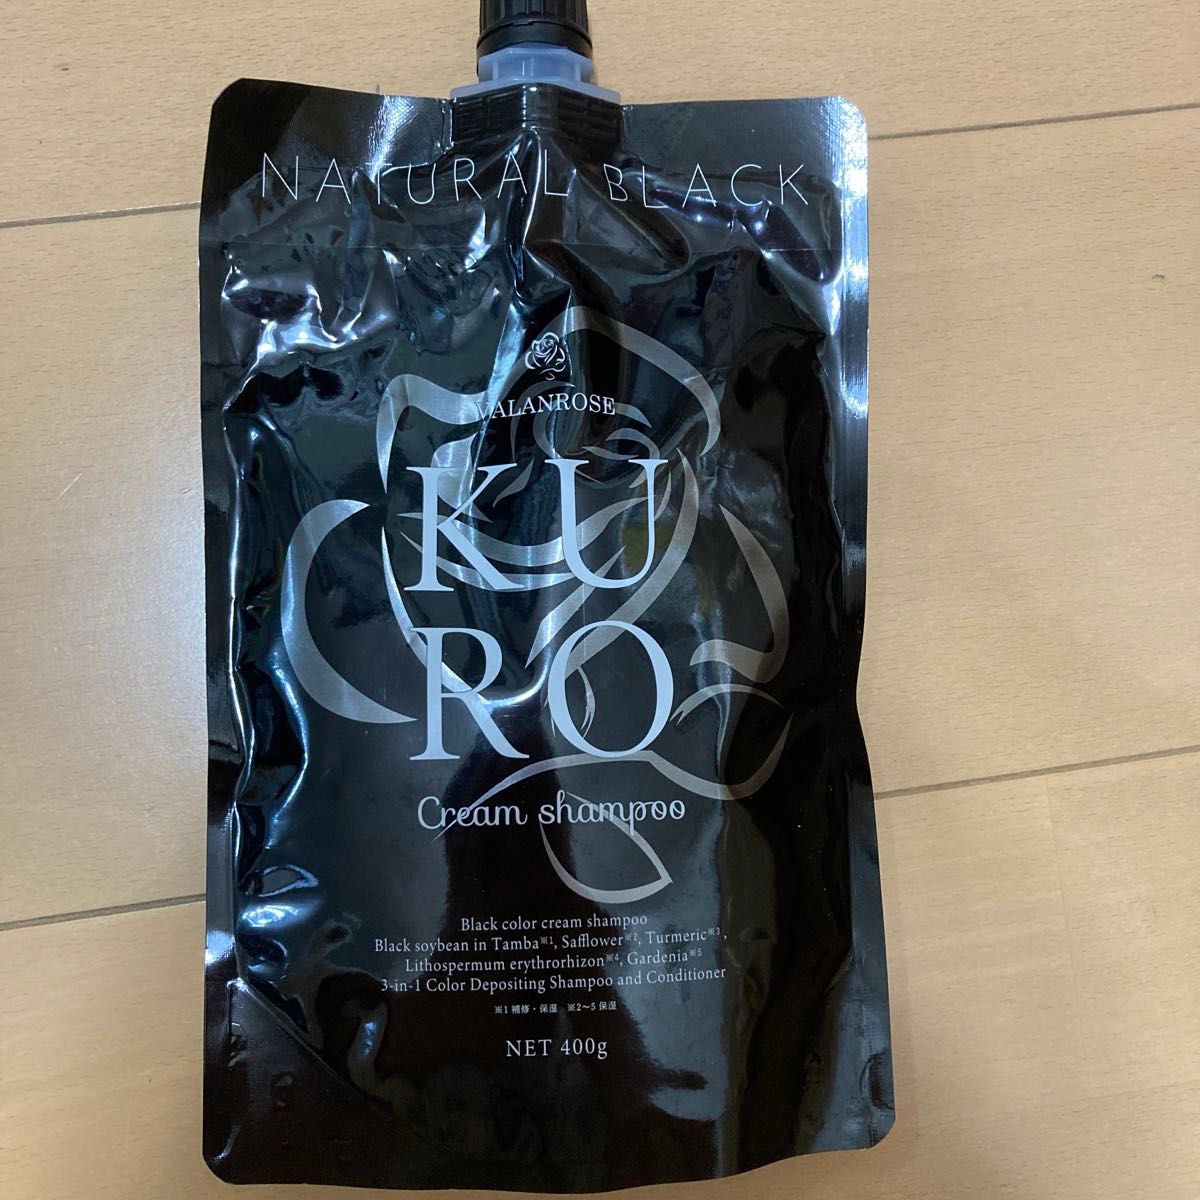 NATURAL BLACK
VALANROSE
KU
RO
Cream shampoo
Black color cream shampoo
Black soybean in Tamba※1, Safflower※2, Turmeric※3,
Lithospermum erythrorhizon※4, Gardenia※5
3-in-1 Color Depositing Shampoo and Conditioner
※1 補修・保湿 ※2〜5 保湿
NET 400g